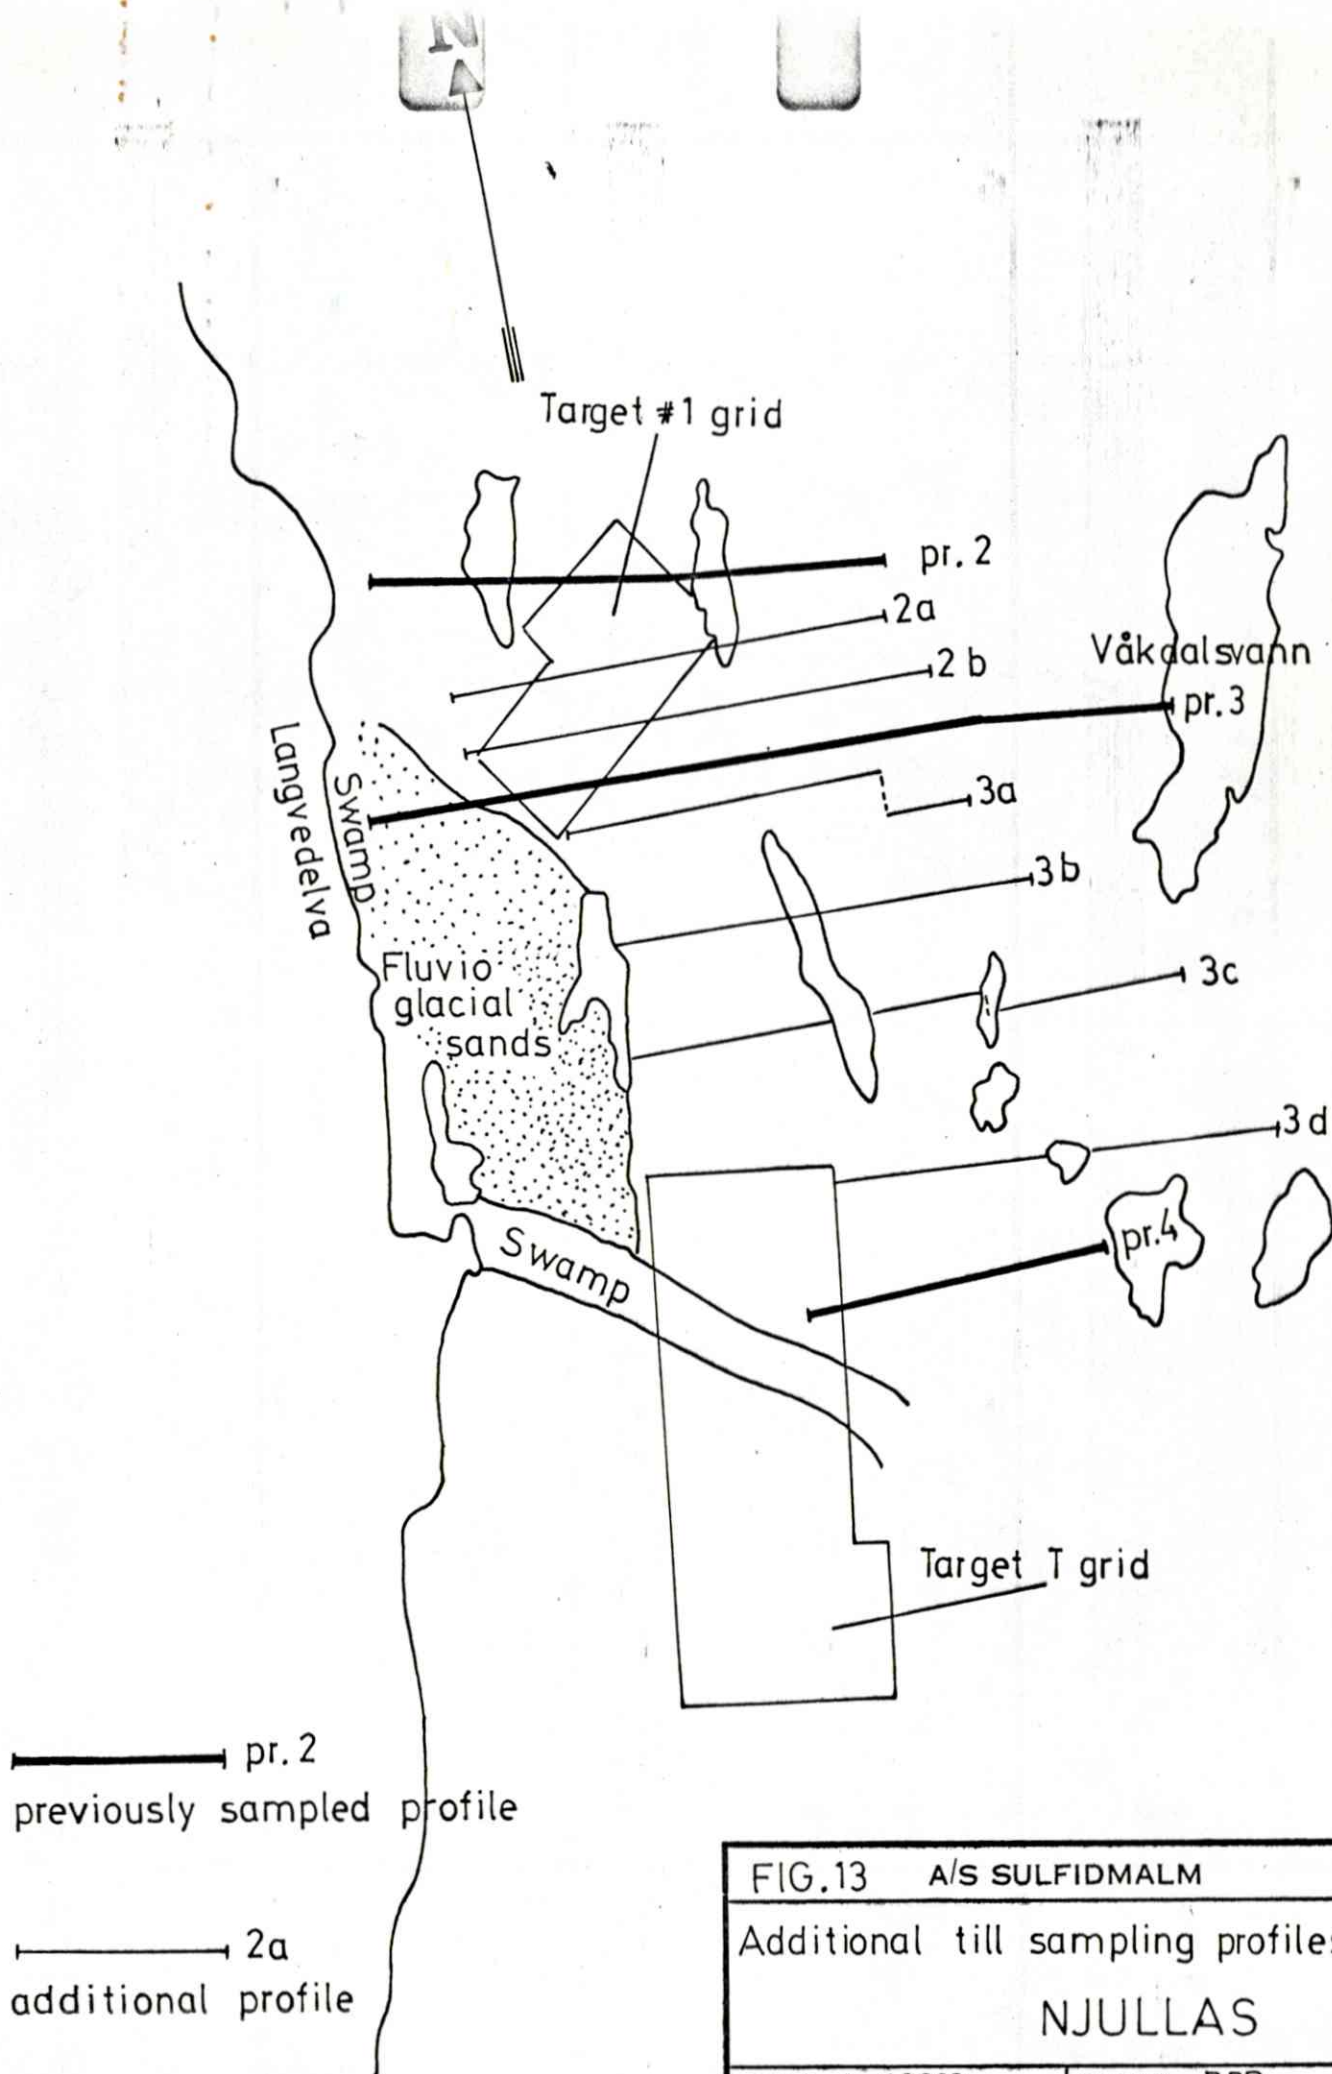 N
Target #1 grid
pr. 2
2a
2 b
Våkdalsvann
pr. 3
3a
3b
3c
3 d
pr. 4
Langvedelva
Swamp
Fluvio
glacial
sands
Swamp
Target T grid
pr. 2
previously sampled profile
2a
additional profile
FIG. 13 A/S SULFIDMALM
Additional till sampling profile
NJULLAS